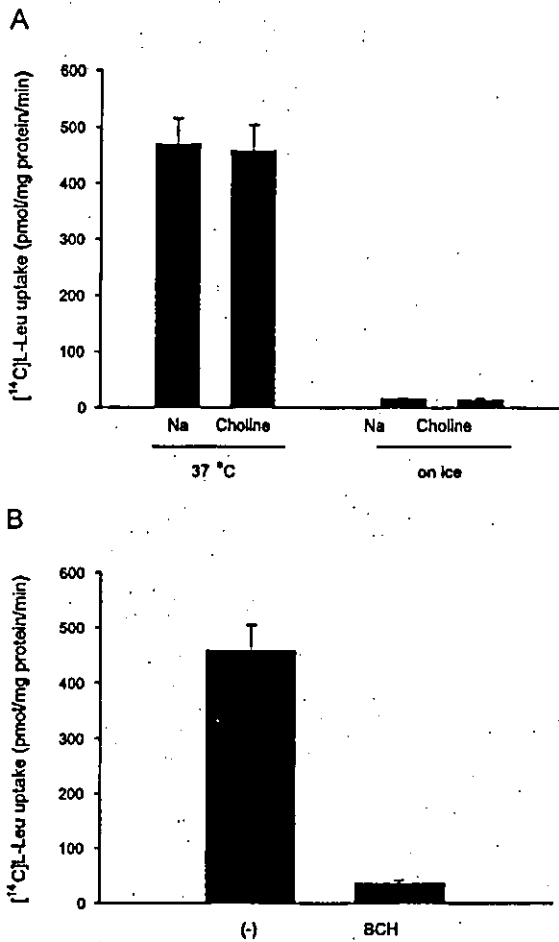 A
[¹⁴C]L-Leu uptake (pmol/mg protein/min)
600
500
400
300
200
100
0
Na Choline Na Choline
37 °C on ice
B
[¹⁴C]L-Leu uptake (pmol/mg protein/min)
600
500
400
300
200
100
0
(-) BCH